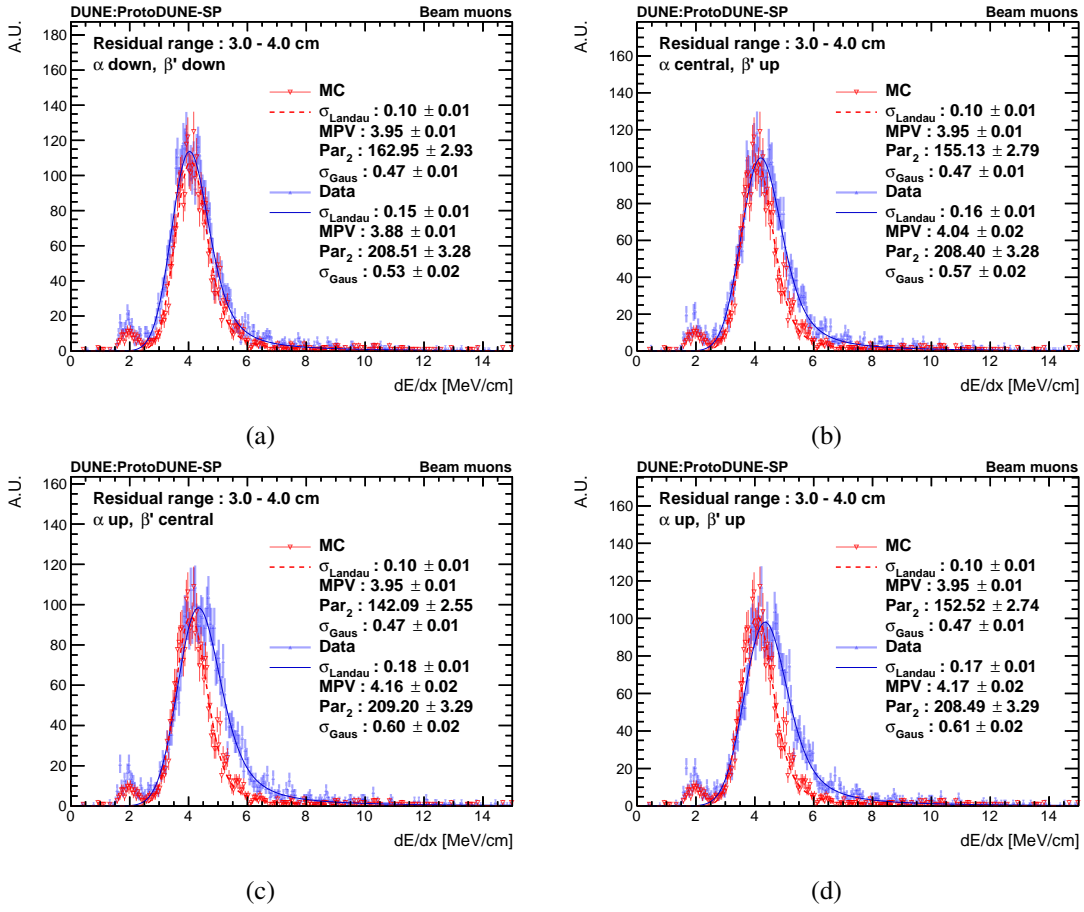 DUNE:ProtoDUNE-SP Beam muons
A.U.
180
160
140
120
100
80
60
40
20
0
Residual range : 3.0 - 4.0 cm
α down, β' down
MC
σLandau : 0.10 ± 0.01
MPV : 3.95 ± 0.01
Par2 : 162.95 ± 2.93
σGaus : 0.47 ± 0.01
Data
σLandau : 0.15 ± 0.01
MPV : 3.88 ± 0.01
Par2 : 208.51 ± 3.28
σGaus : 0.53 ± 0.02
0 2 4 6 8 10 12 14
dE/dx [MeV/cm]
(a)
DUNE:ProtoDUNE-SP Beam muons
A.U.
160
140
120
100
80
60
40
20
0
Residual range : 3.0 - 4.0 cm
α central, β' up
MC
σLandau : 0.10 ± 0.01
MPV : 3.95 ± 0.01
Par2 : 155.13 ± 2.79
σGaus : 0.47 ± 0.01
Data
σLandau : 0.16 ± 0.01
MPV : 4.04 ± 0.02
Par2 : 208.40 ± 3.28
σGaus : 0.57 ± 0.02
0 2 4 6 8 10 12 14
dE/dx [MeV/cm]
(b)
DUNE:ProtoDUNE-SP Beam muons
A.U.
160
140
120
100
80
60
40
20
0
Residual range : 3.0 - 4.0 cm
α up, β' central
MC
σLandau : 0.10 ± 0.01
MPV : 3.95 ± 0.01
Par2 : 142.09 ± 2.55
σGaus : 0.47 ± 0.01
Data
σLandau : 0.18 ± 0.01
MPV : 4.16 ± 0.02
Par2 : 209.20 ± 3.29
σGaus : 0.60 ± 0.02
0 2 4 6 8 10 12 14
dE/dx [MeV/cm]
(c)
DUNE:ProtoDUNE-SP Beam muons
A.U.
160
140
120
100
80
60
40
20
0
Residual range : 3.0 - 4.0 cm
α up, β' up
MC
σLandau : 0.10 ± 0.01
MPV : 3.95 ± 0.01
Par2 : 152.52 ± 2.74
σGaus : 0.47 ± 0.01
Data
σLandau : 0.17 ± 0.01
MPV : 4.17 ± 0.02
Par2 : 208.49 ± 3.29
σGaus : 0.61 ± 0.02
0 2 4 6 8 10 12 14
dE/dx [MeV/cm]
(d)